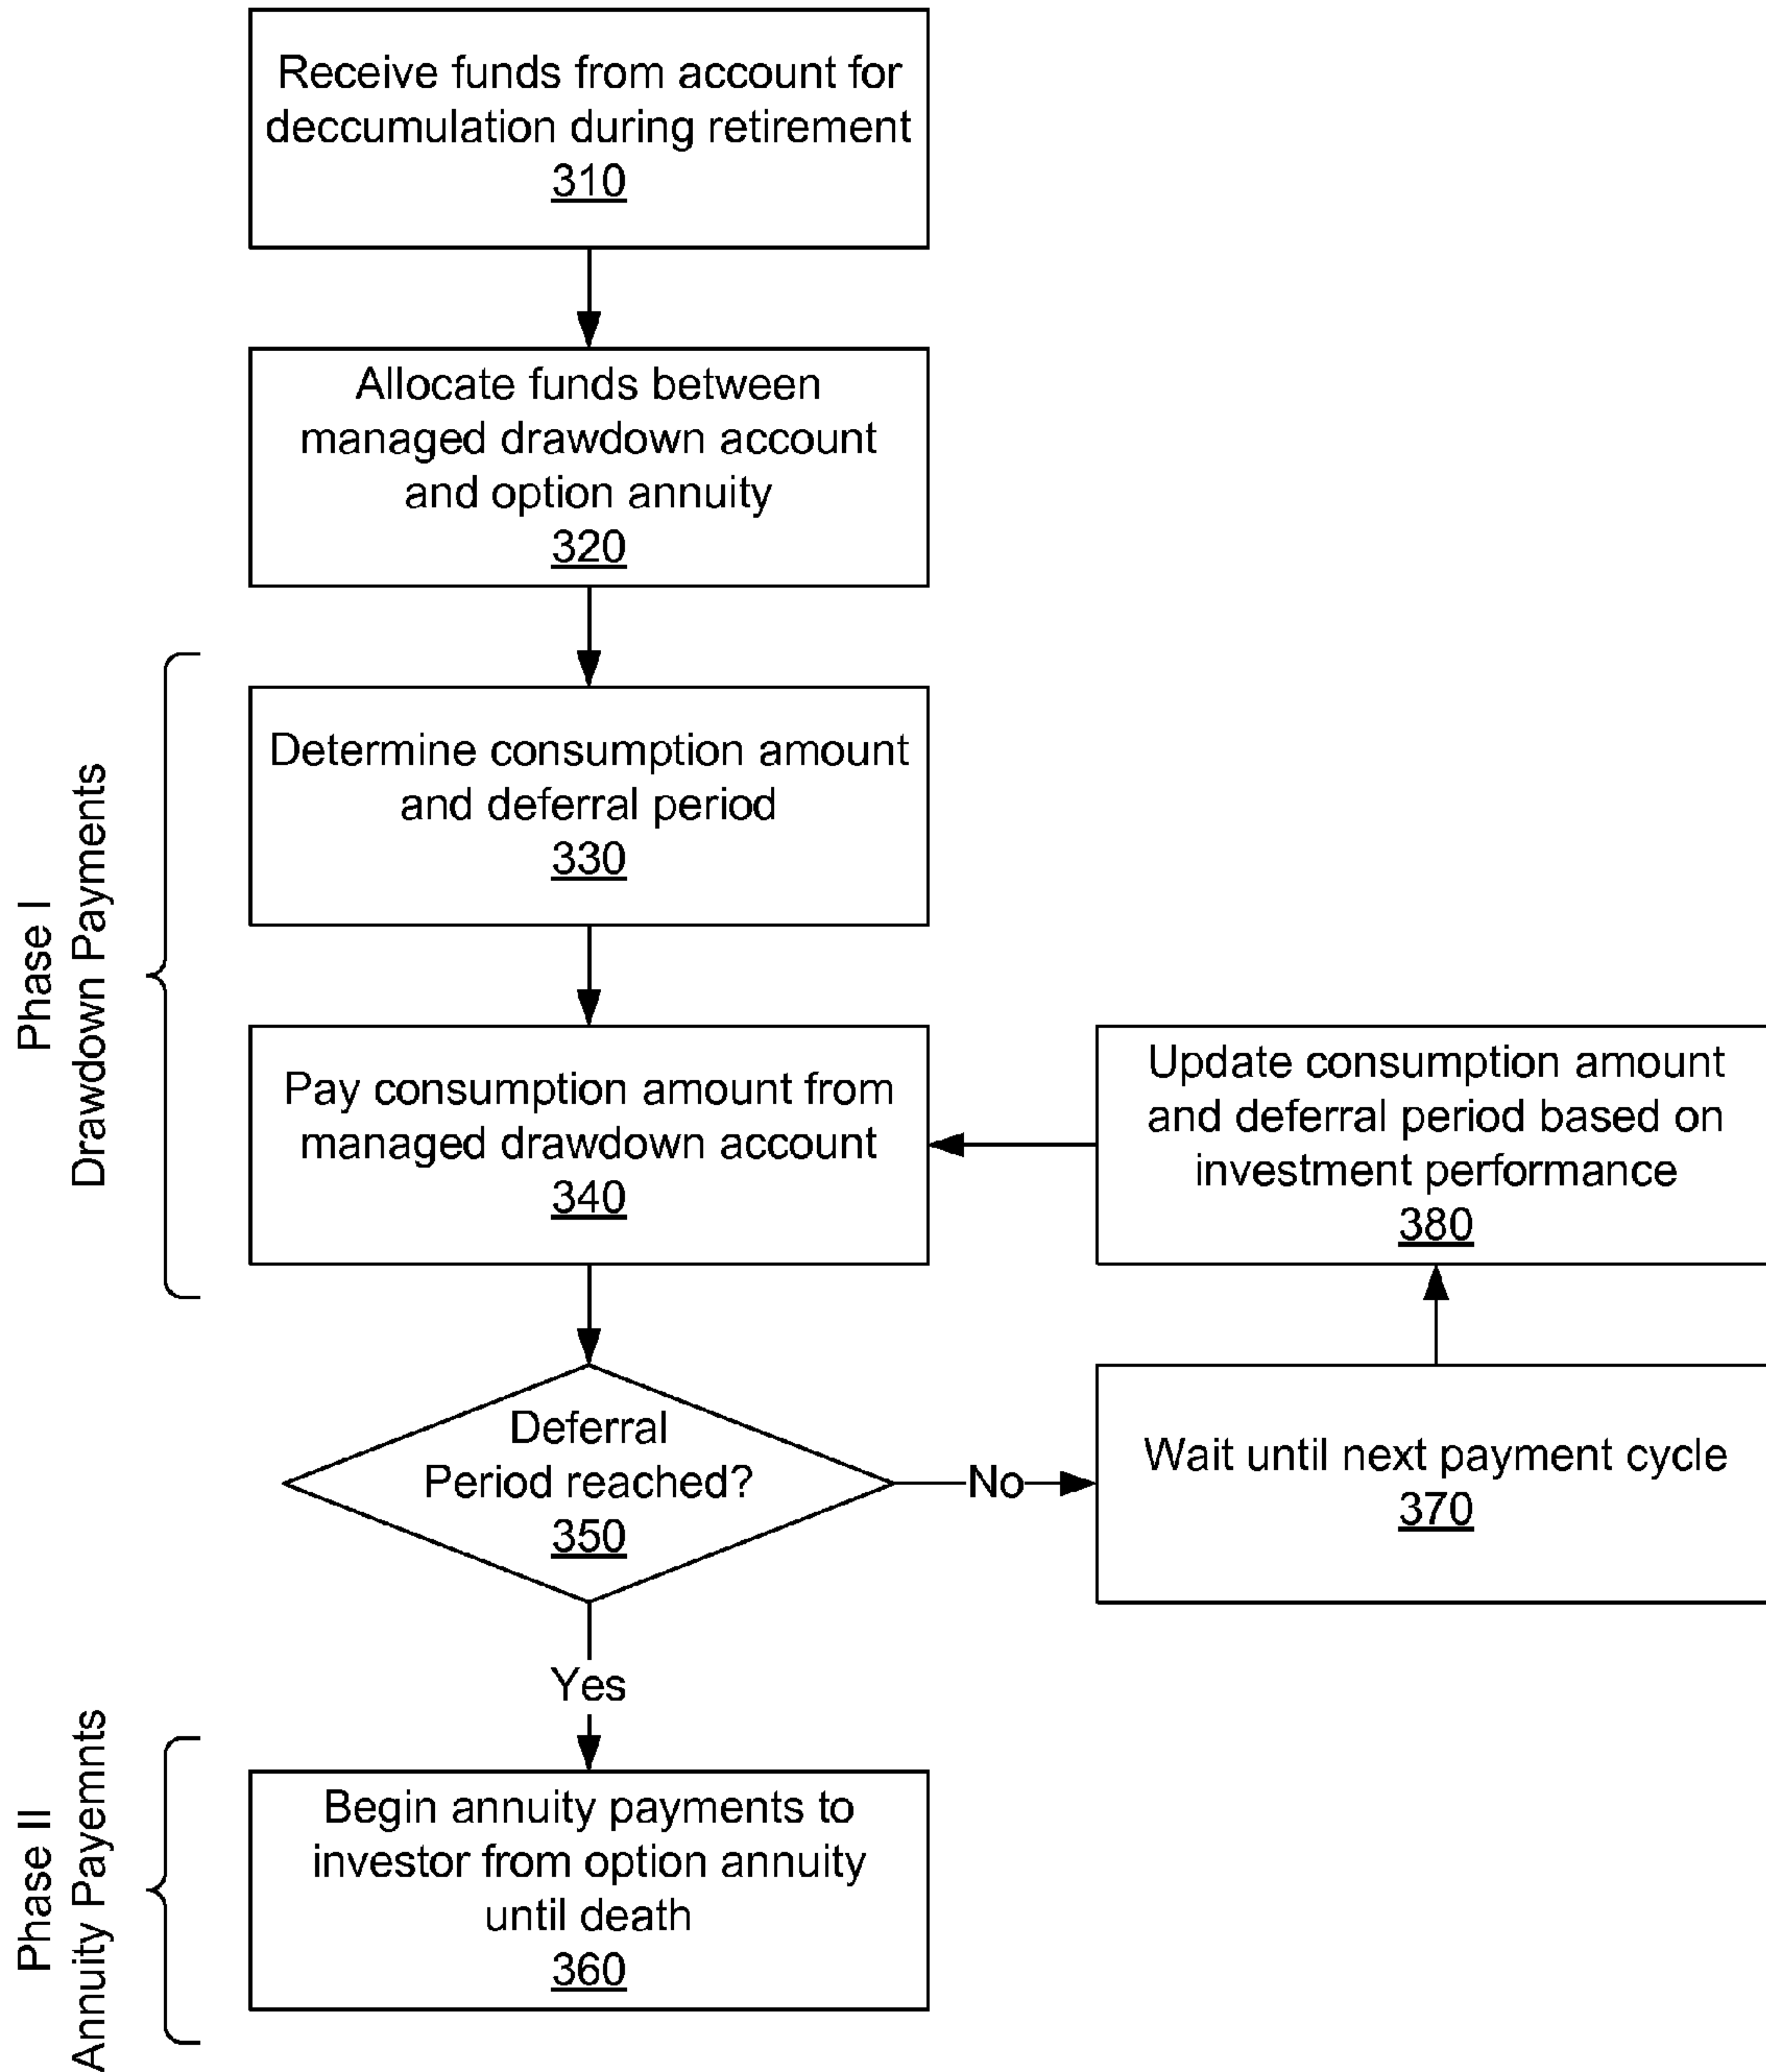 Receive funds from account for
deccumulation during retirement
310
Allocate funds between
managed drawdown account
and option annuity
320
Phase I
Drawdown Payments
Determine consumption amount
and deferral period
330
Pay consumption amount from
managed drawdown account
340
Update consumption amount
and deferral period based on
investment performance
380
Deferral
Period reached?
350
No
Wait until next payment cycle
370
Yes
Phase II
Annuity Payemnts
Begin annuity payments to
investor from option annuity
until death
360